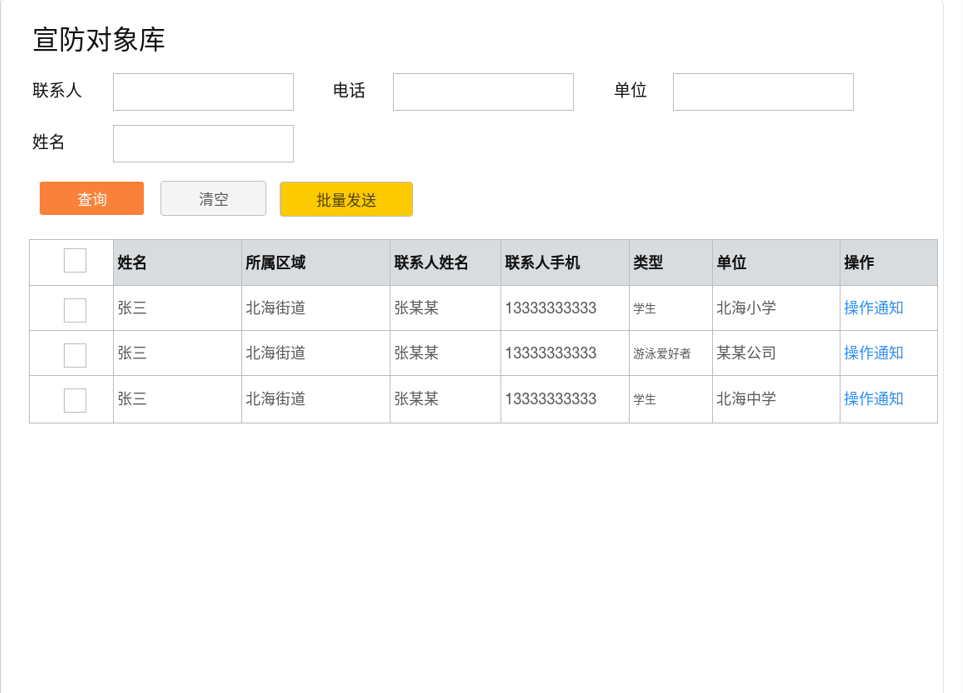 宣防对象库
联系人 电话 单位
姓名
查询 清空 批量发送
姓名 所属区域 联系人姓名 联系人手机 类型 单位 操作
张三 北海街道 张某某 13333333333 学生 北海小学 操作通知
张三 北海街道 张某某 13333333333 游泳爱好者 某某公司 操作通知
张三 北海街道 张某某 13333333333 学生 北海中学 操作通知